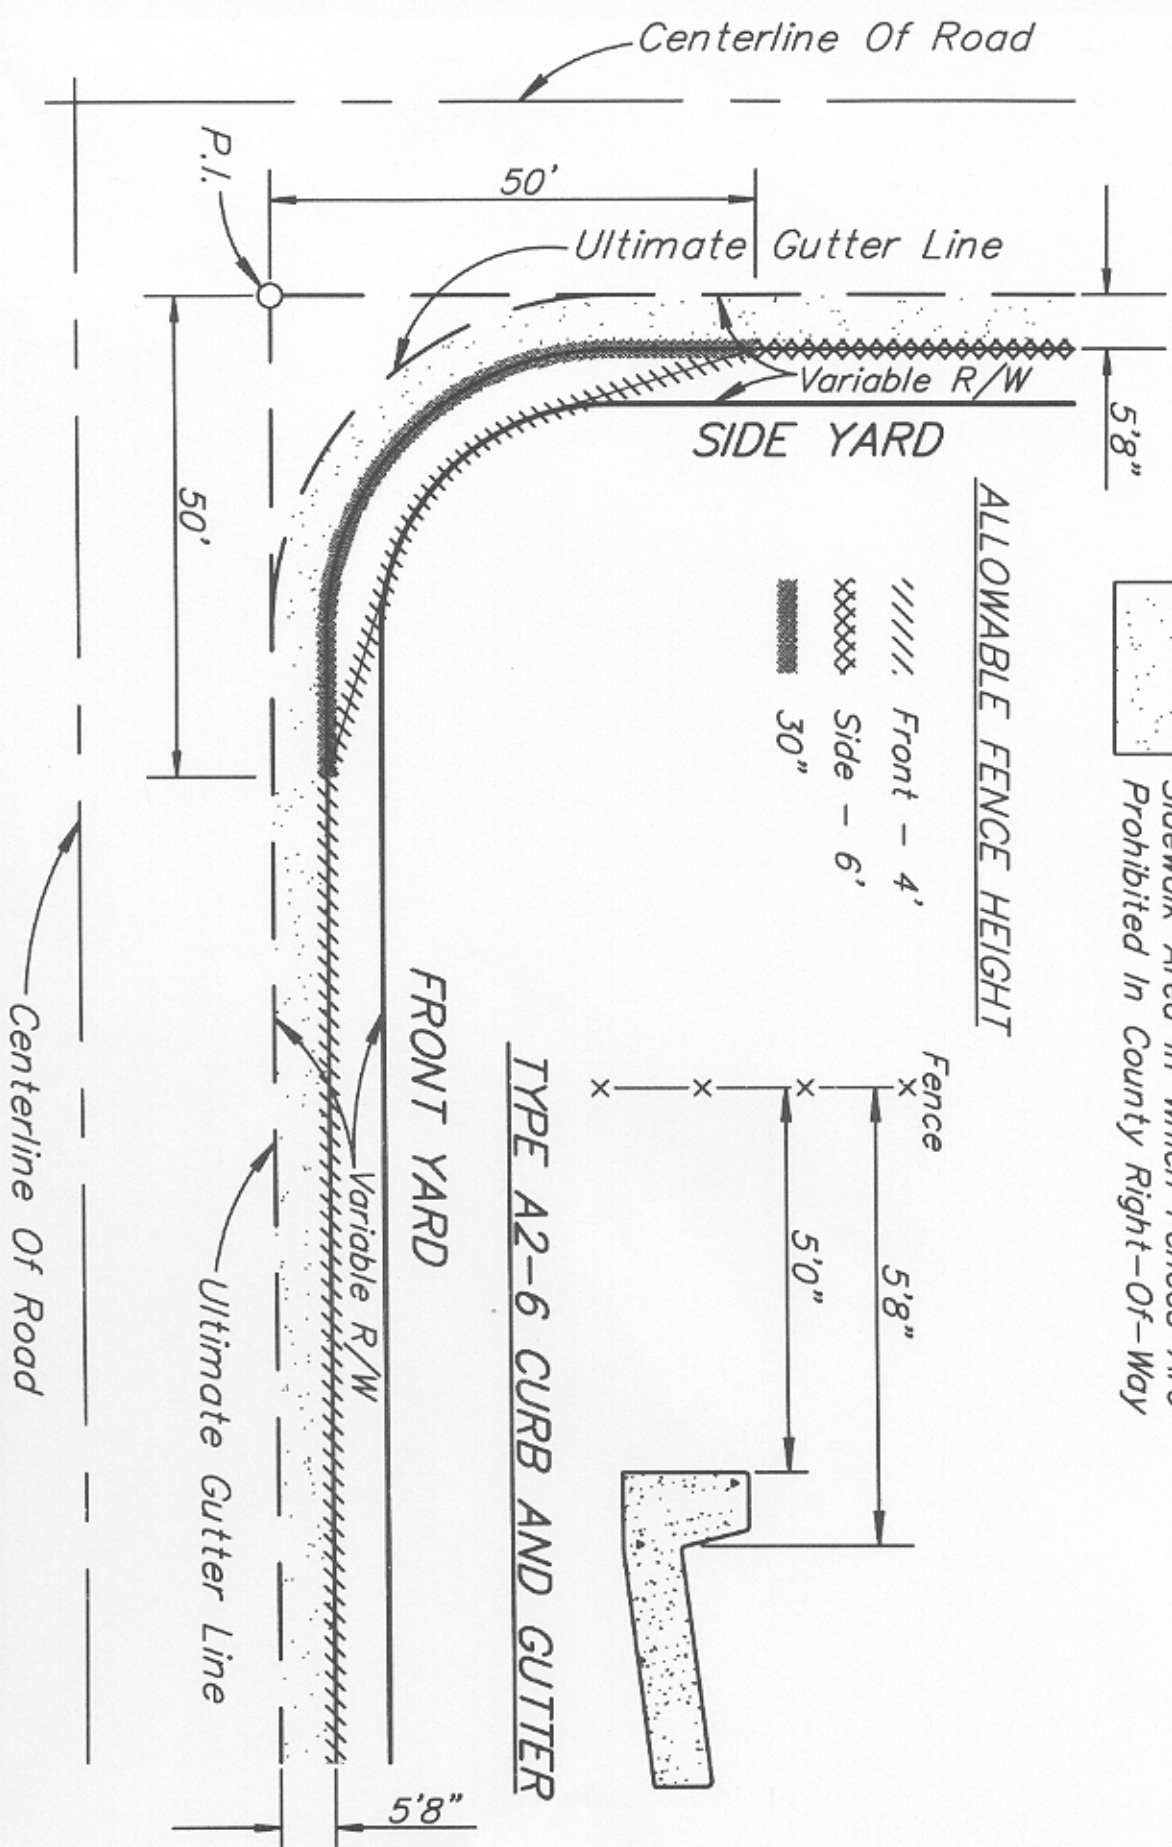 Centerline Of Road
P.I.
50'
Ultimate Gutter Line
Variable R/W
5'8"
SIDE YARD
50'
ALLOWABLE FENCE HEIGHT
Front - 4'
Side - 6'
30"
Prohibited In County Right-Of-Way
Fence
5'8"
5'0"
TYPE A2-6 CURB AND GUTTER
FRONT YARD
Variable R/W
Ultimate Gutter Line
Centerline Of Road
5'8"